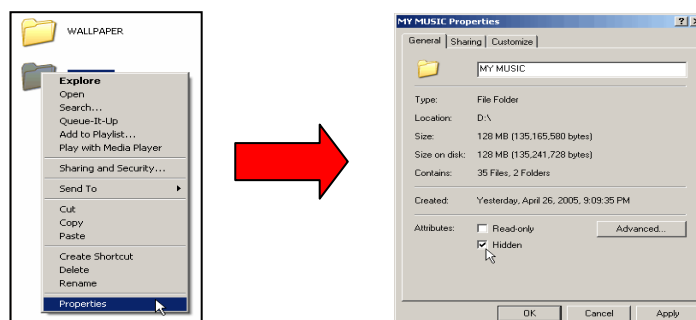 WALLPAPER
Explore
Open
Search...
Queue-It-Up
Add to Playlist...
Play with Media Player
Sharing and Security...
Send To
Cut
Copy
Paste
Create Shortcut
Delete
Rename
Properties
MY MUSIC Properties
General Sharing Customize
MY MUSIC
Type: File Folder
Location: D:\
Size: 128 MB (135,165,580 bytes)
Size on disk: 128 MB (135,241,728 bytes)
Contains: 35 Files, 2 Folders
Created: Yesterday, April 26, 2005, 9:09:35 PM
Attributes: Read-only Advanced...
Hidden
OK Cancel Apply